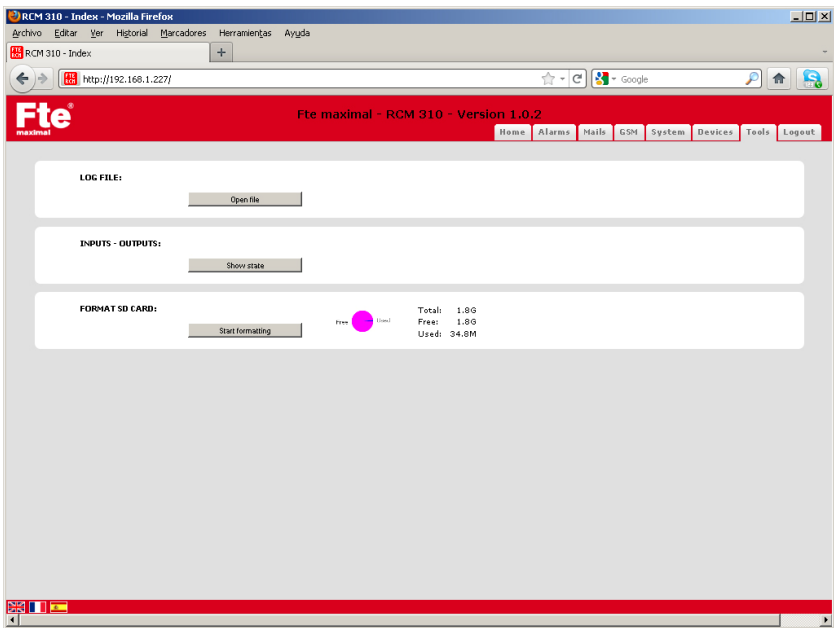 RCM 310 - Index - Mozilla Firefox
Archivo Editar Ver Historial Marcadores Herramientas Ayuda
RCM 310 - Index
http://192.168.1.227/
Google
Fte®
maximal
Fte maximal - RCM 310 - Version 1.0.2
Home Alarms Mails GSM System Devices Tools Logout
LOG FILE:
Open file
INPUTS - OUTPUTS:
Show state
FORMAT SD CARD:
Start formatting
Free
Total: 1.8G
Free: 1.8G
Used: 34.8M